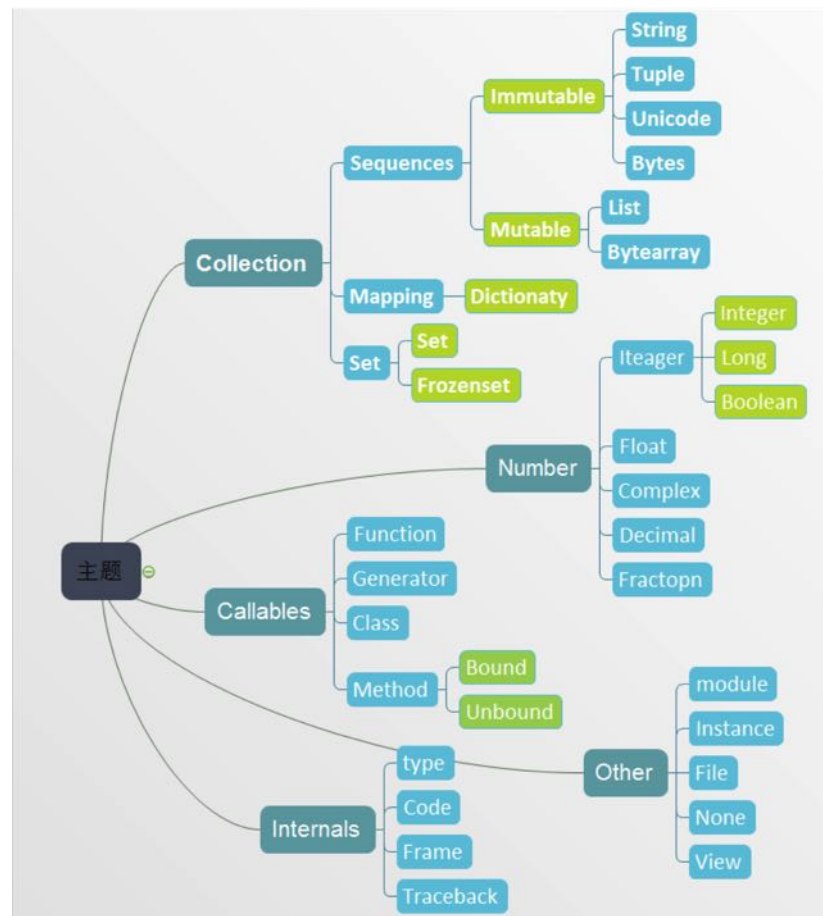 String
Tuple
Immutable
Unicode
Sequences
Bytes
List
Mutable
Collection
Bytearray
Mapping
Dictionaty
Set
Set
Frozenset
Integer
Iteager
Long
Boolean
Float
Number
Complex
Decimal
Fractopn
主题
Function
Generator
Callables
Class
Method
Bound
Unbound
module
Instance
Other
File
None
View
type
Code
Internals
Frame
Traceback